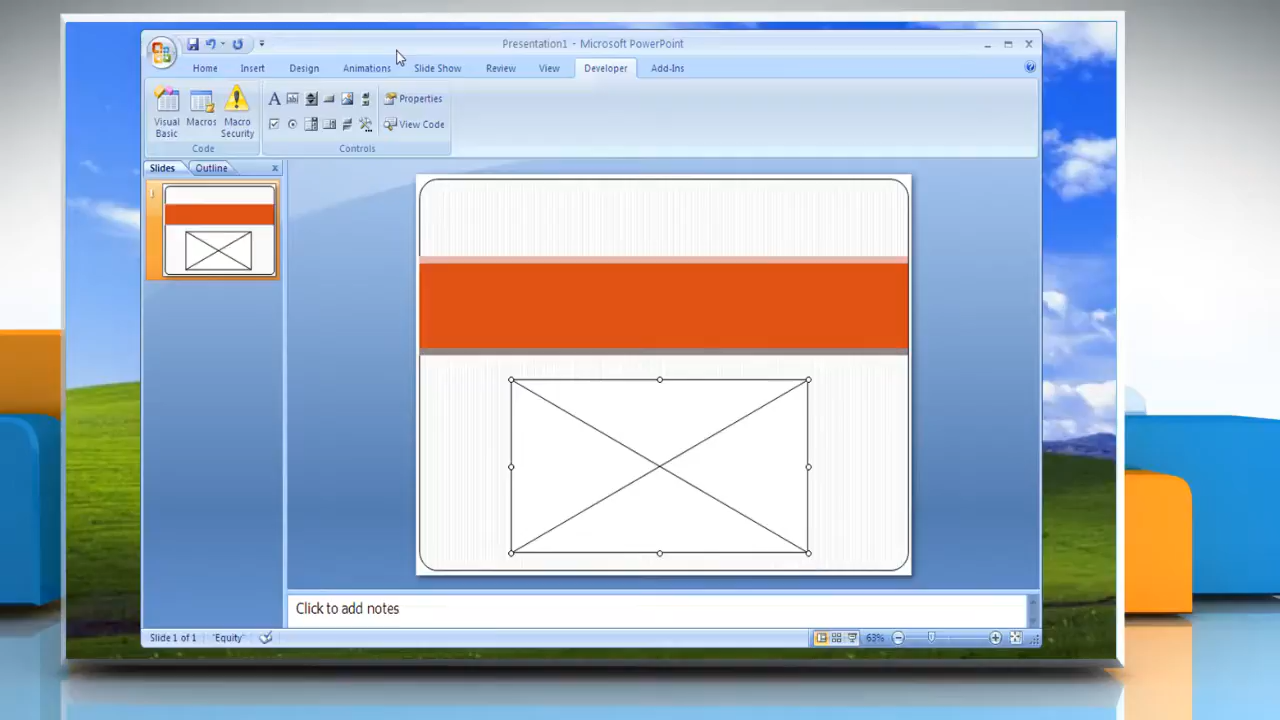 Presentation1 - Microsoft PowerPoint
Home Insert Design Animations Slide Show Review View Developer Add-Ins
Visual Basic
Macros
Macro Security
Code
A
Properties
View Code
Controls
Slides Outline
1
Click to add notes
Slide 1 of 1 "Equity" 63%